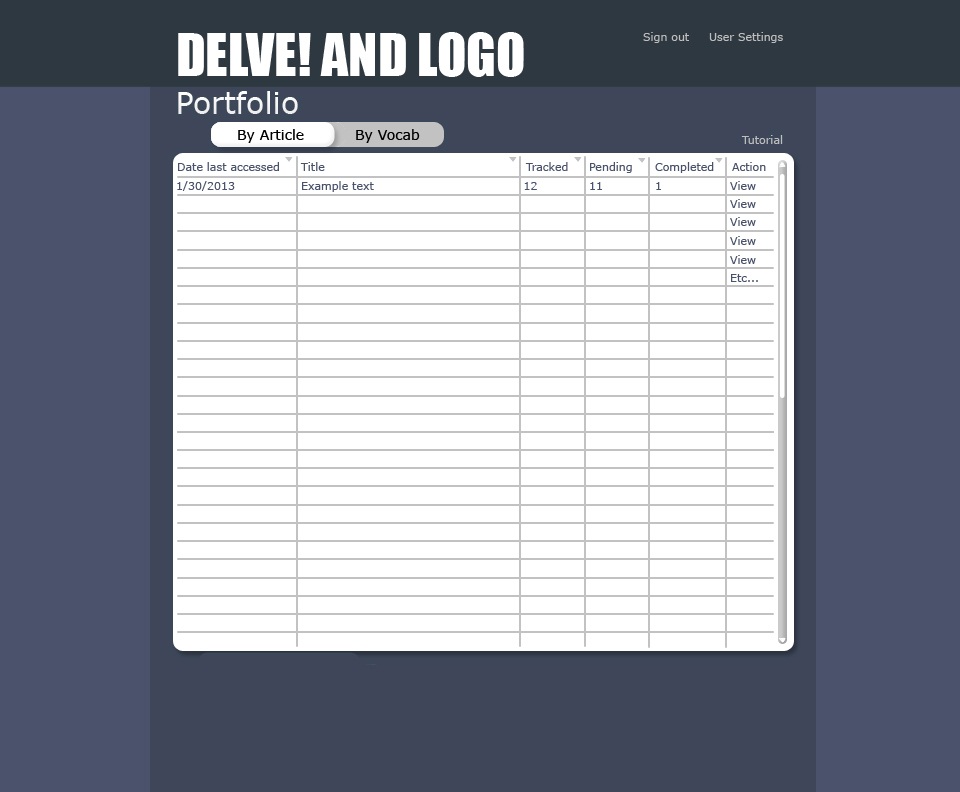 DELVE! AND LOGO
Sign out User Settings
Portfolio
By Article By Vocab
Tutorial
Date last accessed Title Tracked Pending Completed Action
1/30/2013 Example text 12 11 1 View
View
View
View
View
Etc...